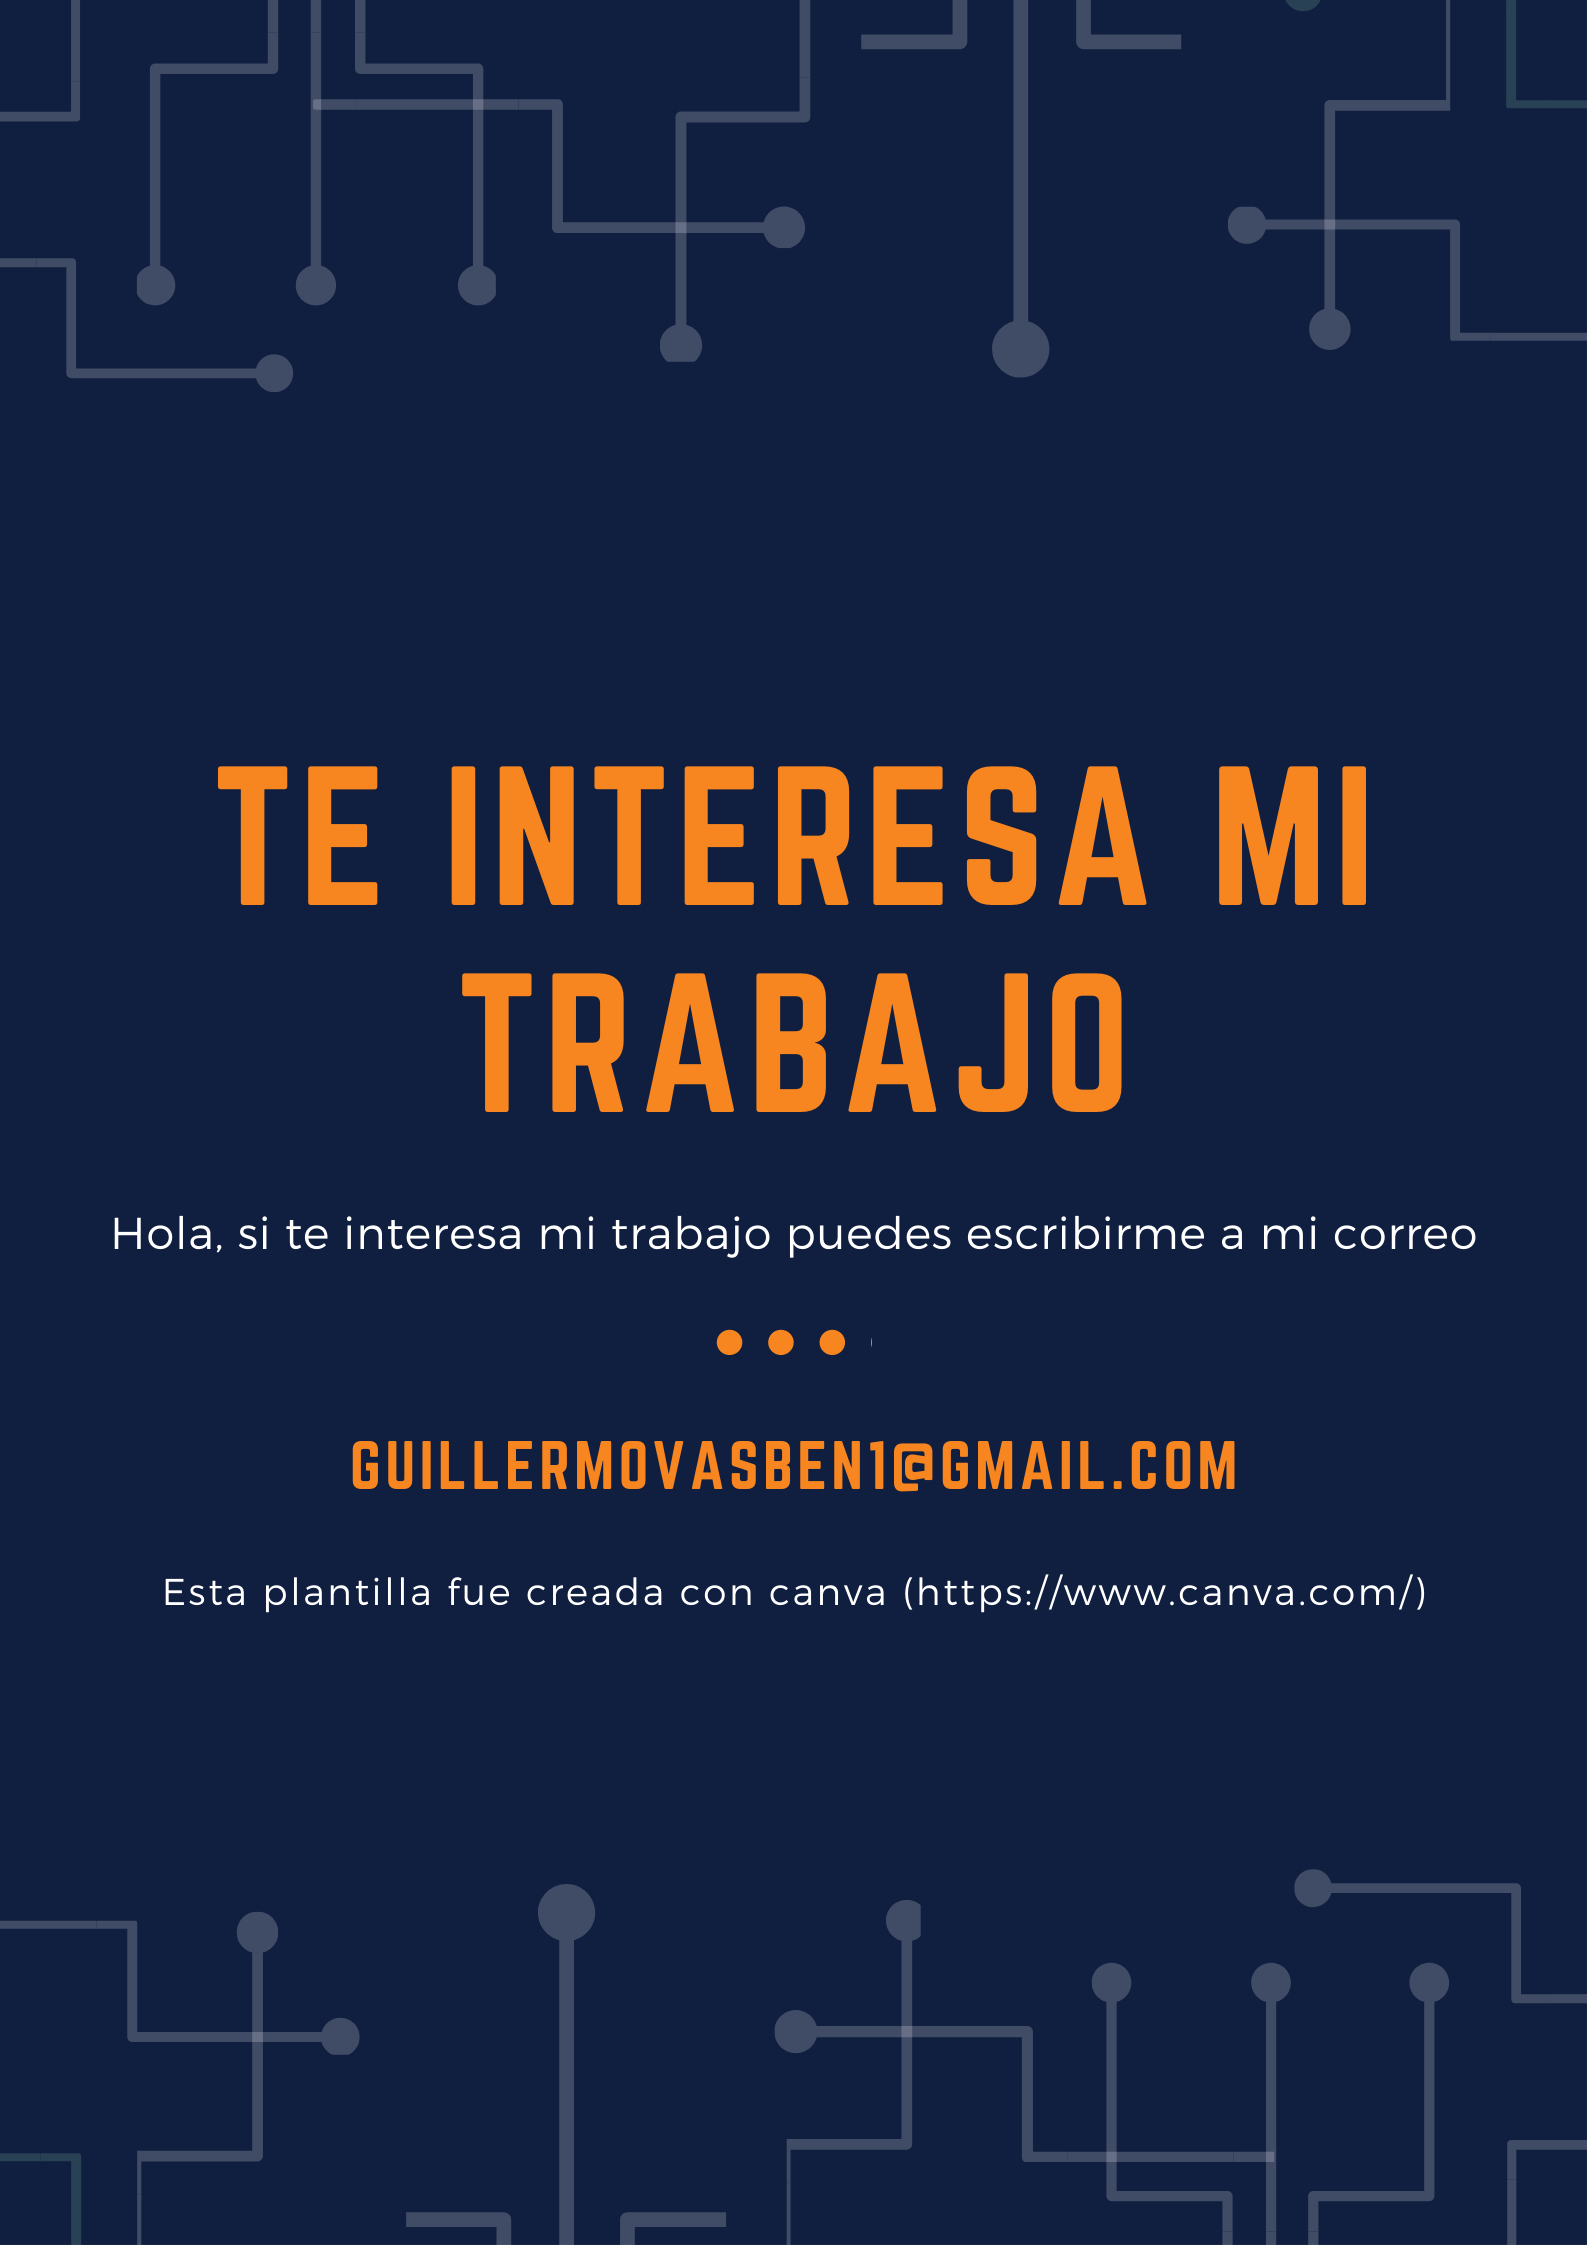 TE INTERESA MI
TRABAJO
Hola, si te interesa mi trabajo puedes escribirme a mi correo
GUILLERMOVASBEN1@GMAIL.COM
Esta plantilla fue creada con canva (https://www.canva.com/)